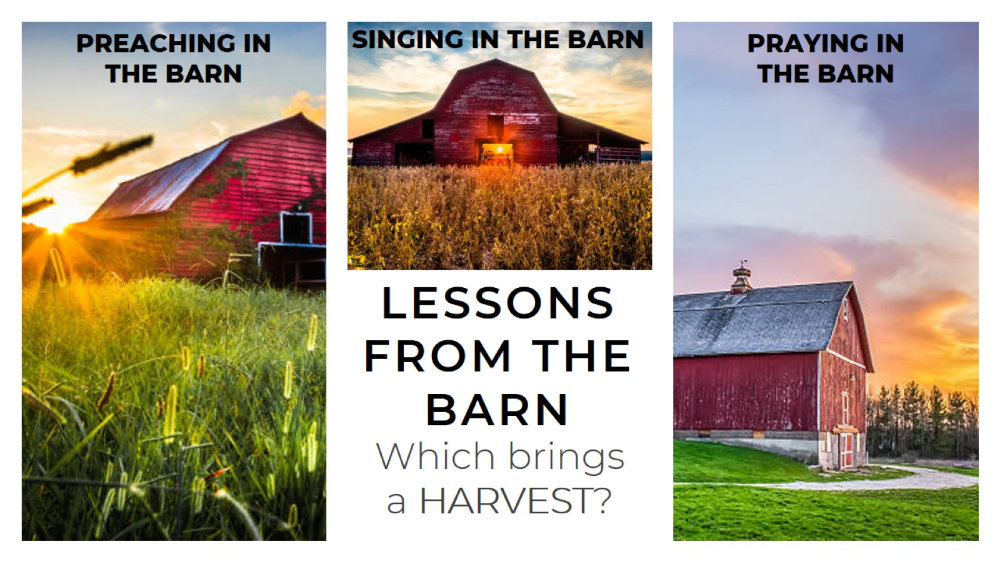 PREACHING IN
THE BARN
SINGING IN THE BARN
PRAYING IN
THE BARN
LESSONS
FROM THE
BARN
Which brings
a HARVEST?